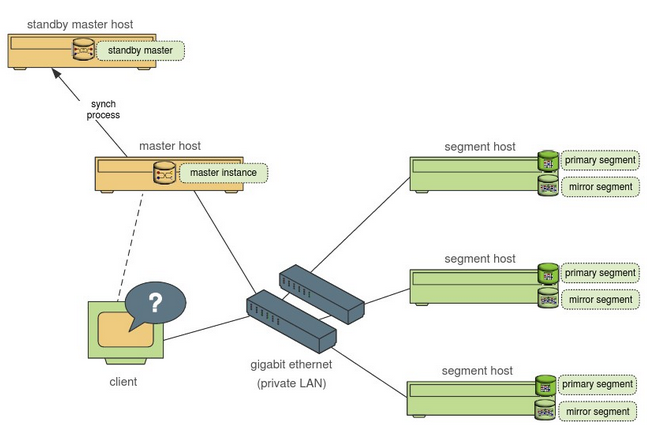 standby master host
standby master
synch
process
master host
master instance
segment host
primary segment
mirror segment
segment host
primary segment
mirror segment
?
gigabit ethernet
(private LAN)
client
segment host
primary segment
mirror segment